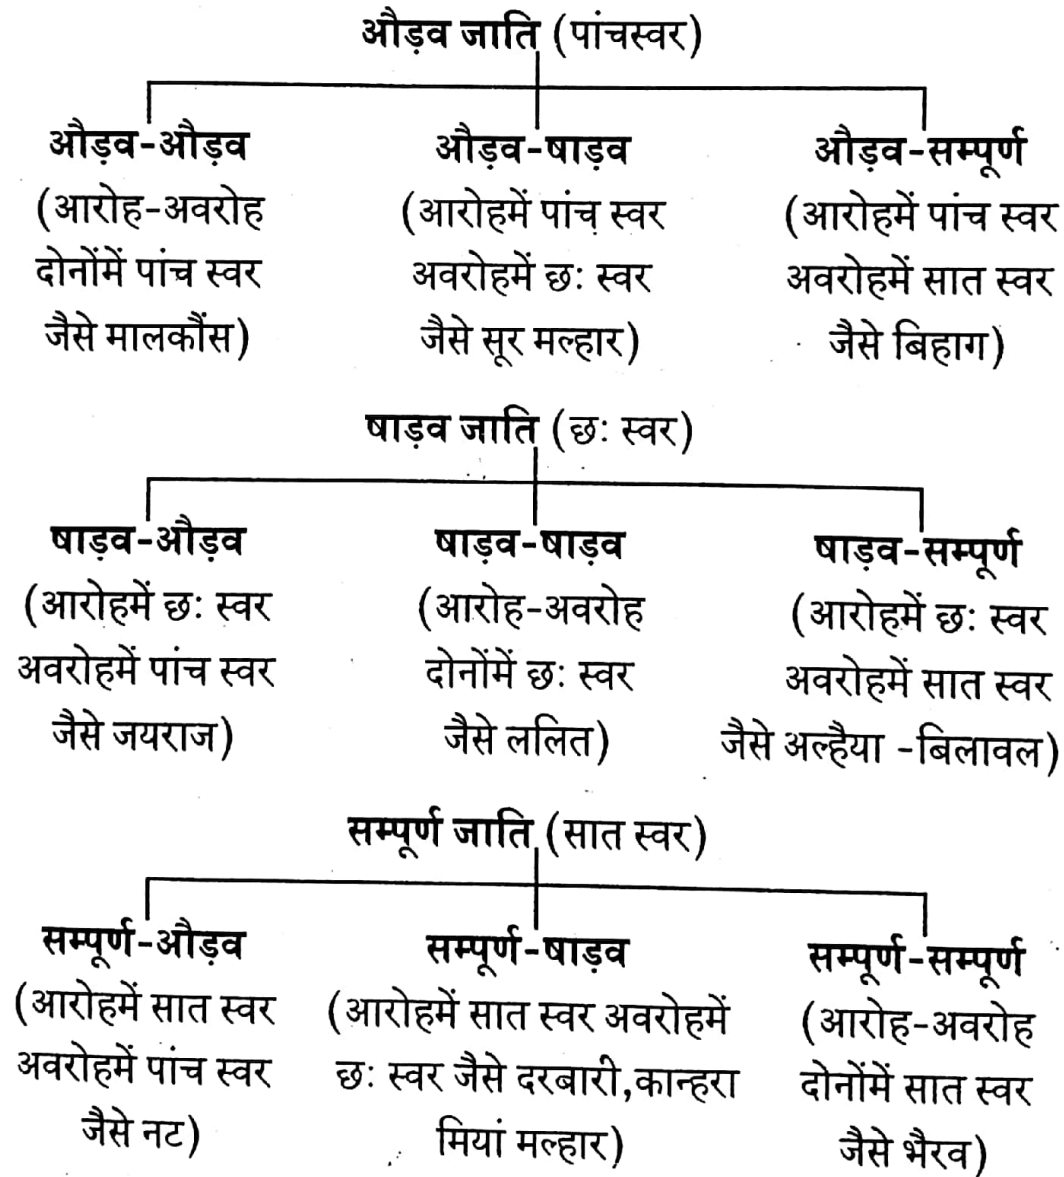 औड़व जाति (पांचस्वर)
औड़व-औड़व
(आरोह-अवरोह
दोनोंमें पांच स्वर
जैसे मालकौंस)
औड़व-षाड़व
(आरोहमें पांच स्वर
अवरोहमें छः स्वर
जैसे सूर मल्हार)
औड़व-सम्पूर्ण
(आरोहमें पांच स्वर
अवरोहमें सात स्वर
जैसे बिहाग)
षाड़व जाति (छः स्वर)
षाड़व-औड़व
(आरोहमें छः स्वर
अवरोहमें पांच स्वर
जैसे जयराज)
षाड़व-षाड़व
(आरोह-अवरोह
दोनोंमें छः स्वर
जैसे ललित)
षाड़व-सम्पूर्ण
(आरोहमें छः स्वर
अवरोहमें सात स्वर
जैसे अल्हैया -बिलावल)
सम्पूर्ण जाति (सात स्वर)
सम्पूर्ण-औड़व
(आरोहमें सात स्वर
अवरोहमें पांच स्वर
जैसे नट)
सम्पूर्ण-षाड़व
(आरोहमें सात स्वर अवरोहमें
छः स्वर जैसे दरबारी,कान्हरा
मियां मल्हार)
सम्पूर्ण-सम्पूर्ण
(आरोह-अवरोह
दोनोंमें सात स्वर
जैसे भैरव)